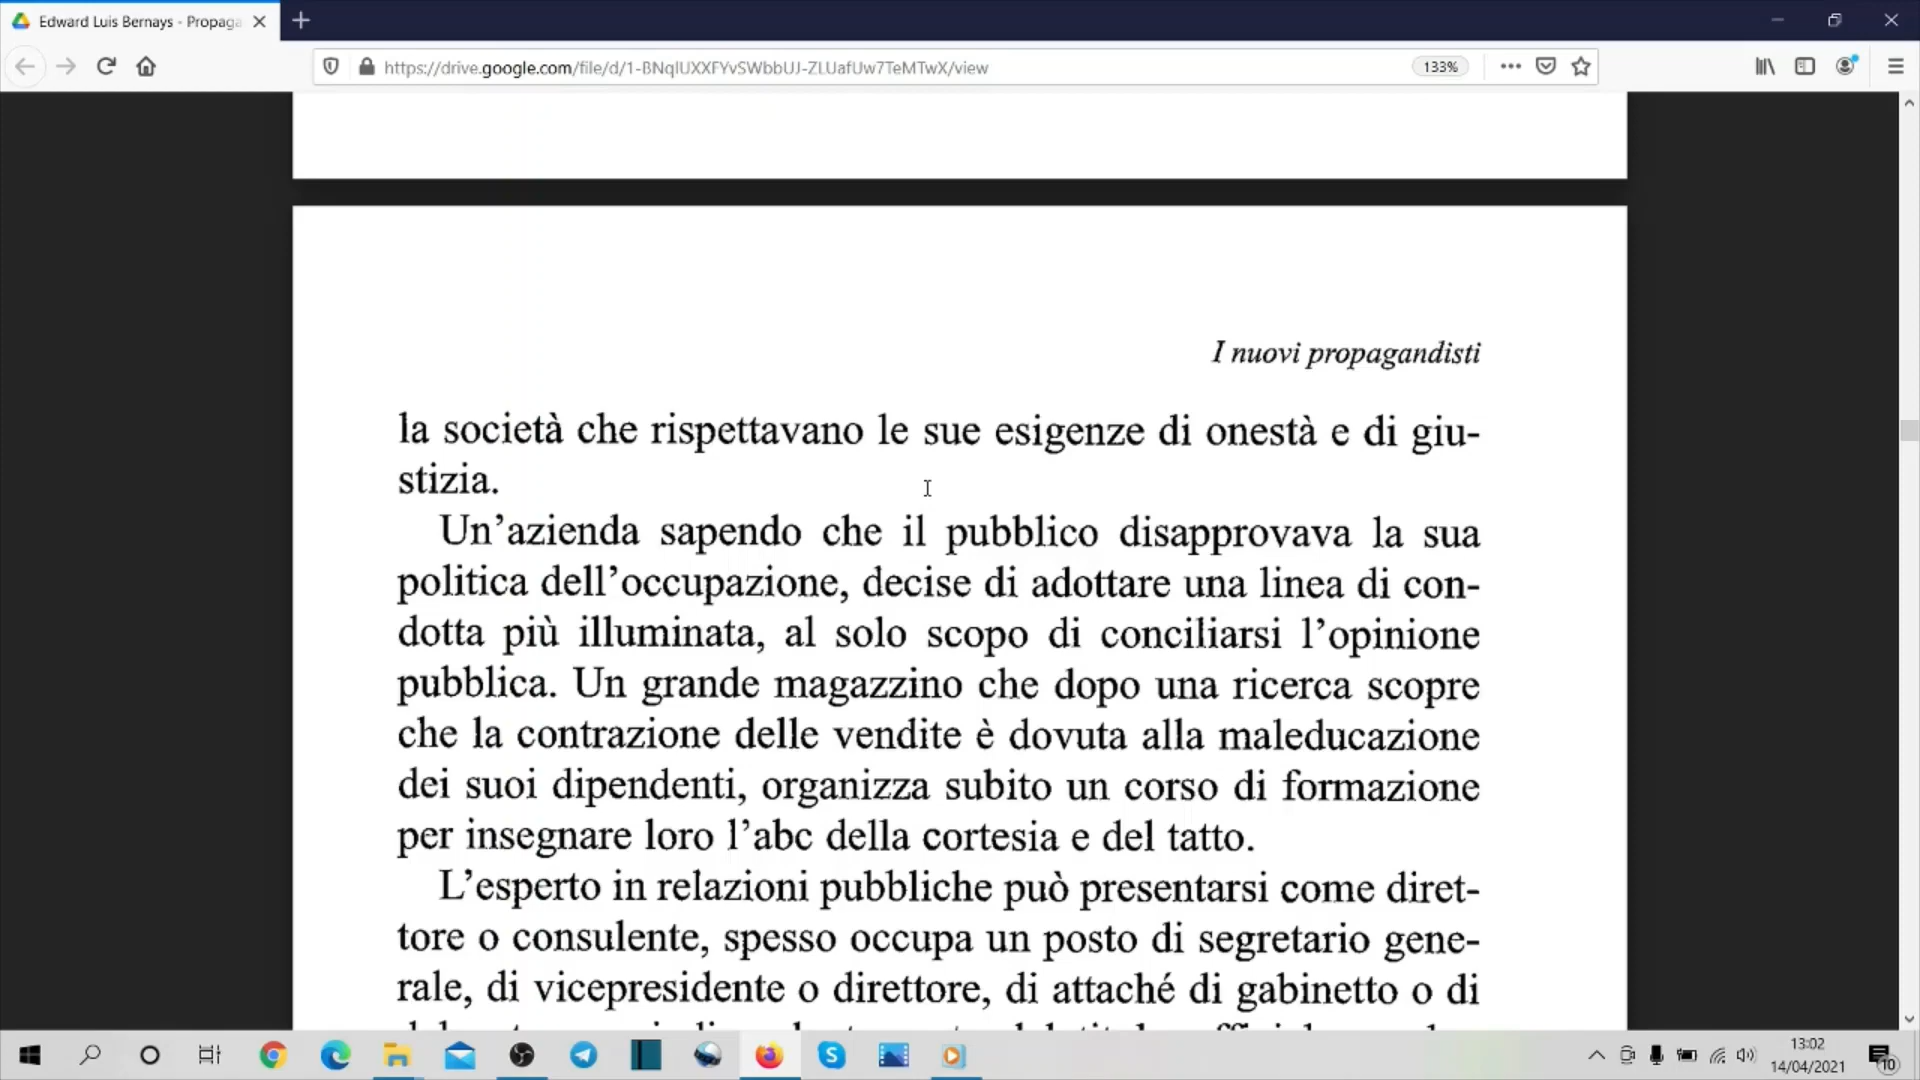 Edward Luis Bernays - Propaga
https://drive.google.com/file/d/1-BNqlUXXFYvSWbbUJ-ZLUafUw7TeMTwX/view
133%
I nuovi propagandisti
la società che rispettavano le sue esigenze di onestà e di giu-
stizia.
Un’azienda sapendo che il pubblico disapprovava la sua
politica dell’occupazione, decise di adottare una linea di con-
dotta più illuminata, al solo scopo di conciliarsi l’opinione
pubblica. Un grande magazzino che dopo una ricerca scopre
che la contrazione delle vendite è dovuta alla maleducazione
dei suoi dipendenti, organizza subito un corso di formazione
per insegnare loro l’abc della cortesia e del tatto.
L’esperto in relazioni pubbliche può presentarsi come diret-
tore o consulente, spesso occupa un posto di segretario gene-
rale, di vicepresidente o direttore, di attaché di gabinetto o di
13:02
14/04/2021
10